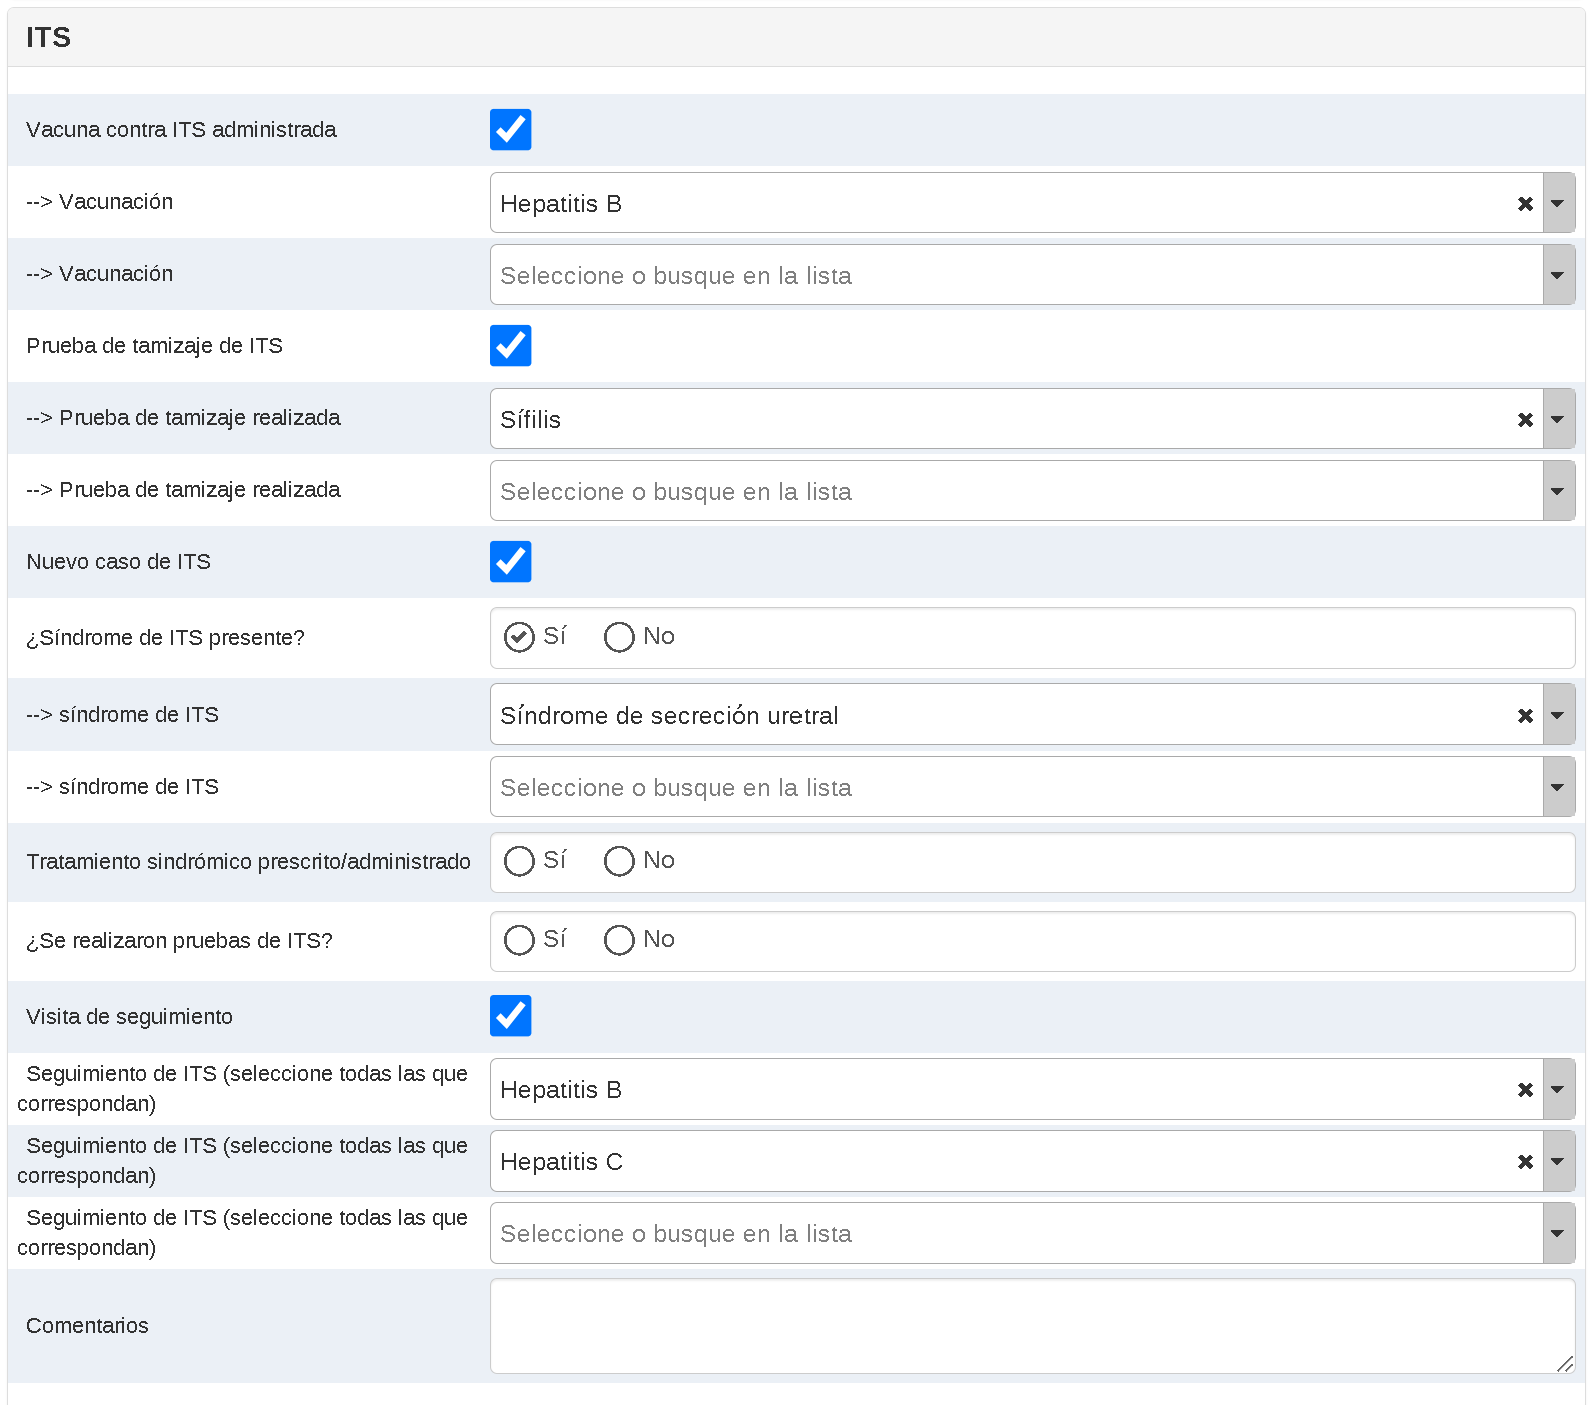 ITS
Vacuna contra ITS administrada
--> Vacunación
Hepatitis B
--> Vacunación
Seleccione o busque en la lista
Prueba de tamizaje de ITS
--> Prueba de tamizaje realizada
Sífilis
--> Prueba de tamizaje realizada
Seleccione o busque en la lista
Nuevo caso de ITS
¿Síndrome de ITS presente?
Sí No
--> síndrome de ITS
Síndrome de secreción uretral
--> síndrome de ITS
Seleccione o busque en la lista
Tratamiento sindrómico prescrito/administrado
Sí No
¿Se realizaron pruebas de ITS?
Sí No
Visita de seguimiento
Seguimiento de ITS (seleccione todas las que
correspondan)
Hepatitis B
Seguimiento de ITS (seleccione todas las que
correspondan)
Hepatitis C
Seguimiento de ITS (seleccione todas las que
correspondan)
Seleccione o busque en la lista
Comentarios